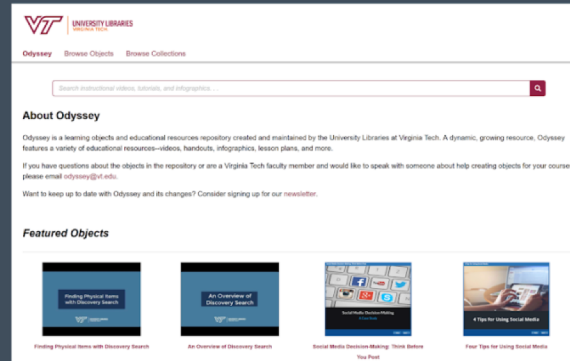 VT UNIVERSITY LIBRARIES
VIRGINIA TECH
Odyssey Browse Objects Browse Collections
Search instructional videos, tutorials, and infographics ...
About Odyssey
Odyssey is a learning objects and educational resources repository created and maintained by the University Libraries at Virginia Tech. A dynamic, growing resource, Odyssey
features a variety of educational resources--videos, handouts, infographics, lesson plans, and more.
If you have questions about the objects in the repository or are a Virginia Tech faculty member and would like to speak with someone about help creating objects for your course
please email odyssey@vt.edu.
Want to keep up to date with Odyssey and its changes? Consider signing up for our newsletter.
Featured Objects
Finding Physical Items
with Discovery Search
An Overview of
Discovery Search
Social Media Decision-Making
4 Tips for Using Social Media
Finding Physical Items with Discovery Search
An Overview of Discovery Search
Social Media Decision-Making: Think Before
You Post
Four Tips for Using Social Media